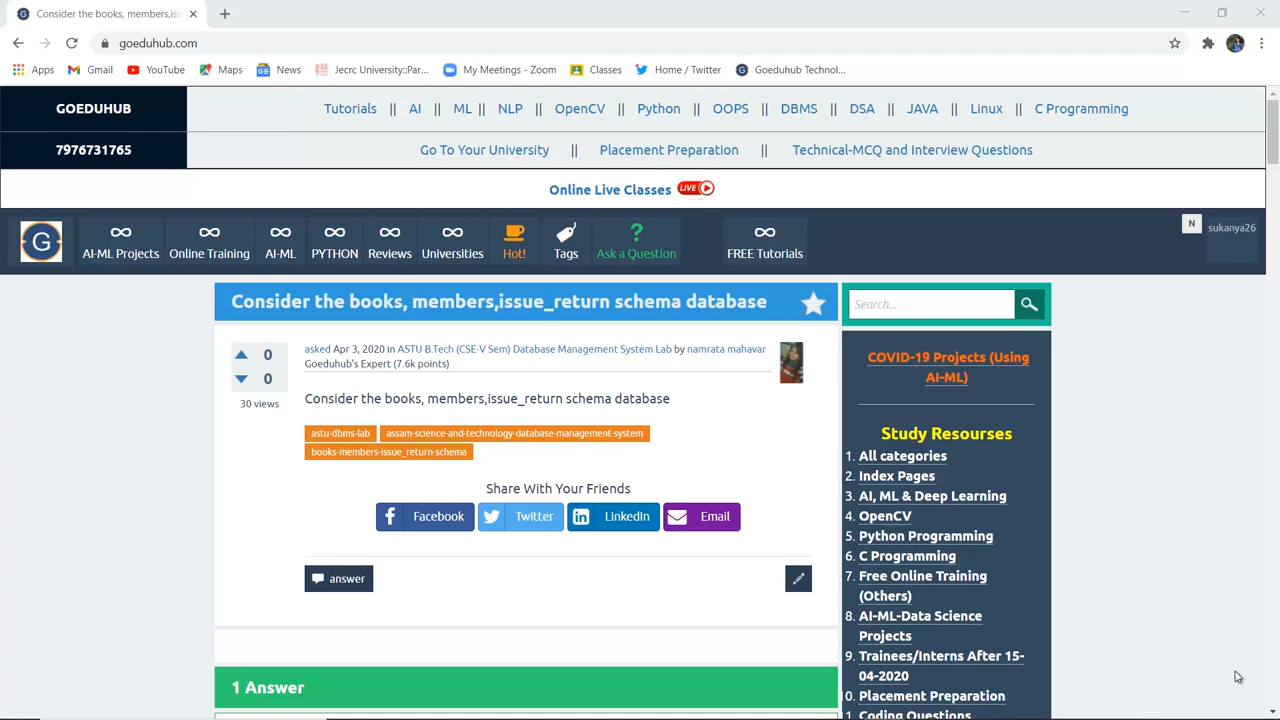 Consider the books, members,iss
goeduhub.com
Apps Gmail YouTube Maps News Jecrc University::Par... My Meetings - Zoom Classes Home / Twitter Goeduhub Technol...
GOEDUHUB Tutorials || AI || ML || NLP || OpenCV || Python || OOPS || DBMS || DSA || JAVA || Linux || C Programming
7976731765 Go To Your University || Placement Preparation || Technical-MCQ and Interview Questions
Online Live Classes LIVE
G AI-ML Projects Online Training AI-ML PYTHON Reviews Universities Hot! Tags Ask a Question FREE Tutorials N sukanya26
Consider the books, members,issue_return schema database
0
0
30 views
asked Apr 3, 2020 in ASTU B.Tech (CSE-V Sem) Database Management System Lab by namrata mahavar
Goeduhub's Expert (7.6k points)
Consider the books, members,issue_return schema database
astu-dbms-lab assam-science-and-technology-database-management-system
books-members-issue_return-schema
Share With Your Friends
Facebook Twitter LinkedIn Email
answer
1 Answer
Search...
COVID-19 Projects (Using
AI-ML)
Study Resourses
1. All categories
2. Index Pages
3. AI, ML & Deep Learning
4. OpenCV
5. Python Programming
6. C Programming
7. Free Online Training
(Others)
8. AI-ML-Data Science
Projects
9. Trainees/Interns After 15-
04-2020
10. Placement Preparation
11. Coding Questions